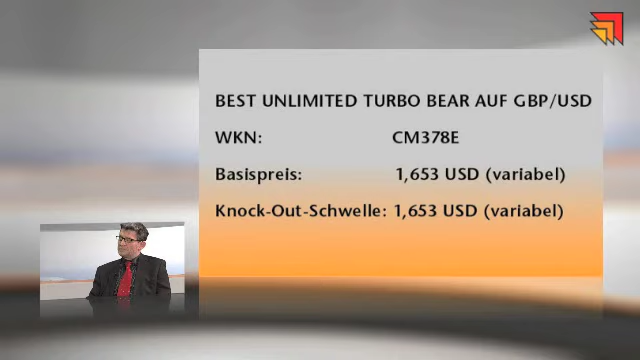 BEST UNLIMITED TURBO BEAR AUF GBP/USD
WKN: CM378E
Basispreis: 1,653 USD (variabel)
Knock-Out-Schwelle: 1,653 USD (variabel)